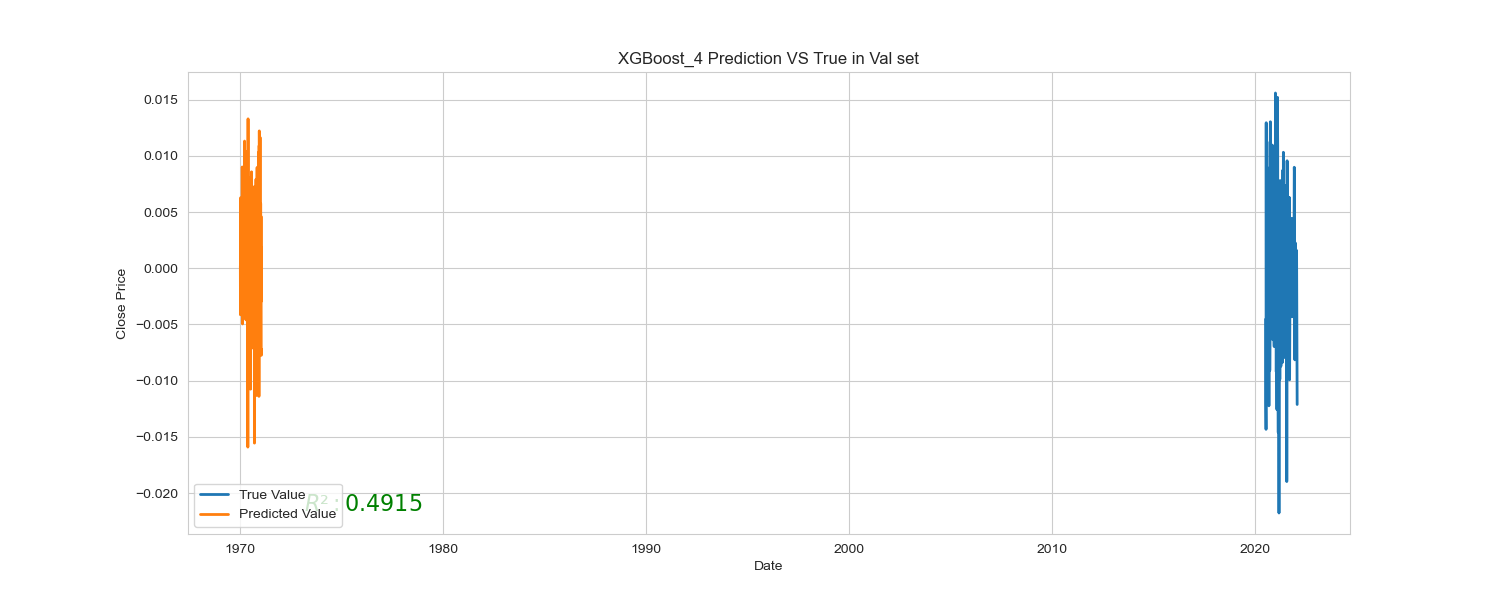 XGBoost_4 Prediction VS True in Val set
Close Price
0.015
0.010
0.005
0.000
−0.005
−0.010
−0.015
−0.020
True Value
Predicted Value
R² : 0.4915
1970
1980
1990
2000
2010
2020
Date